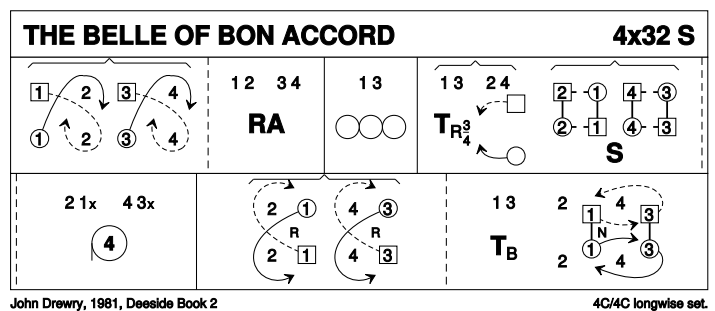 THE BELLE OF BON ACCORD 4x32 S
1 2 3 4 1 2 3 4 1 3 1 3 2 4 2 1 4 3
RA TR¾
1 2 3 4 2 1 4 3
S
2 1x 4 3x 2 1 4 3 1 3 2 4
1 3
4 R R TB N
2 1 4 3 1 3
2 4
John Drewry, 1981, Deeside Book 2 4C/4C longwise set.